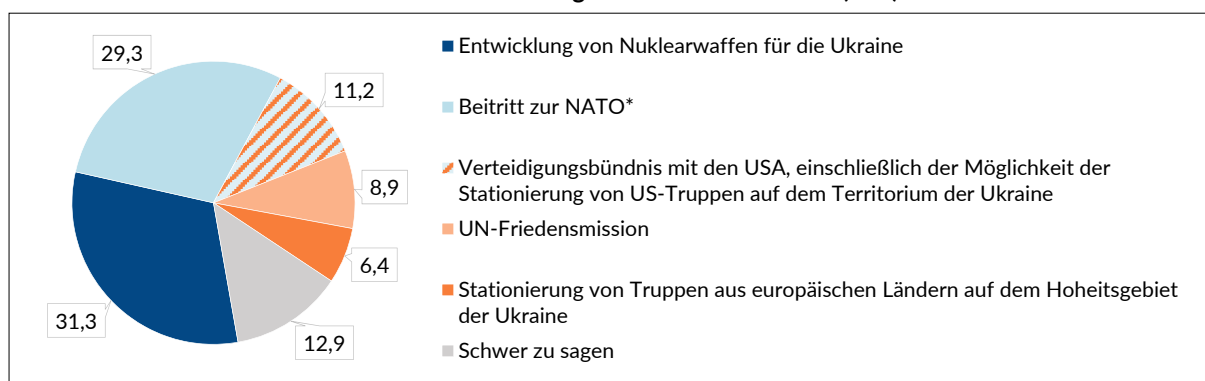 29,3
11,2
8,9
6,4
12,9
31,3
Entwicklung von Nuklearwaffen für die Ukraine
Beitritt zur NATO*
Verteidigungsbündnis mit den USA, einschließlich der Möglichkeit der
Stationierung von US-Truppen auf dem Territorium der Ukraine
UN-Friedensmission
Stationierung von Truppen aus europäischen Ländern auf dem Hoheitsgebiet
der Ukraine
Schwer zu sagen